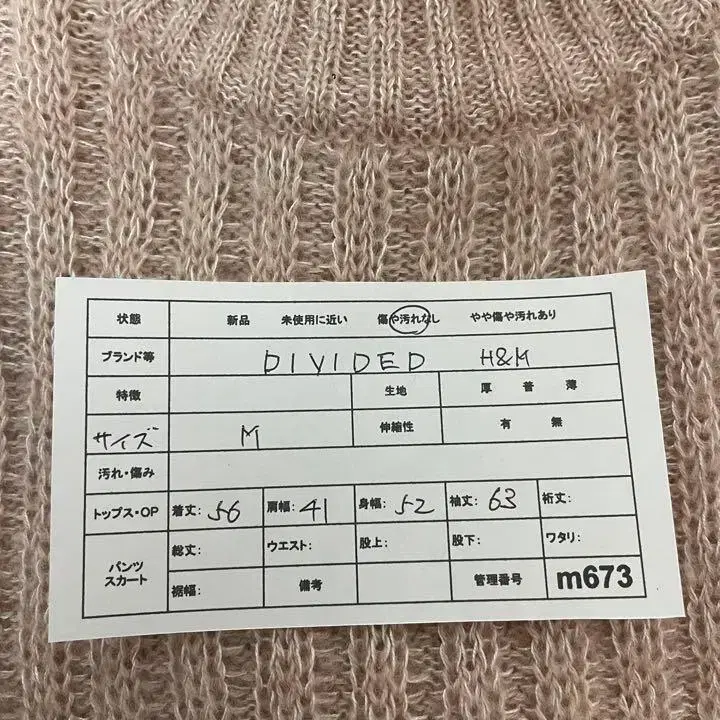 状態 新品 未使用に近い 傷や汚れなし やや傷や汚れあり
ブランド等 DIVIDED H&M
特徴 生地 厚 普 薄
サイズ M 伸縮性 有 無
汚れ・傷み
トップス・OP 着丈: 56 肩幅: 41 身幅: 52 袖丈: 63 裄丈:
パンツ スカート 総丈: ウエスト: 股上: 股下: ワタリ:
裾幅: 備考 管理番号 m673